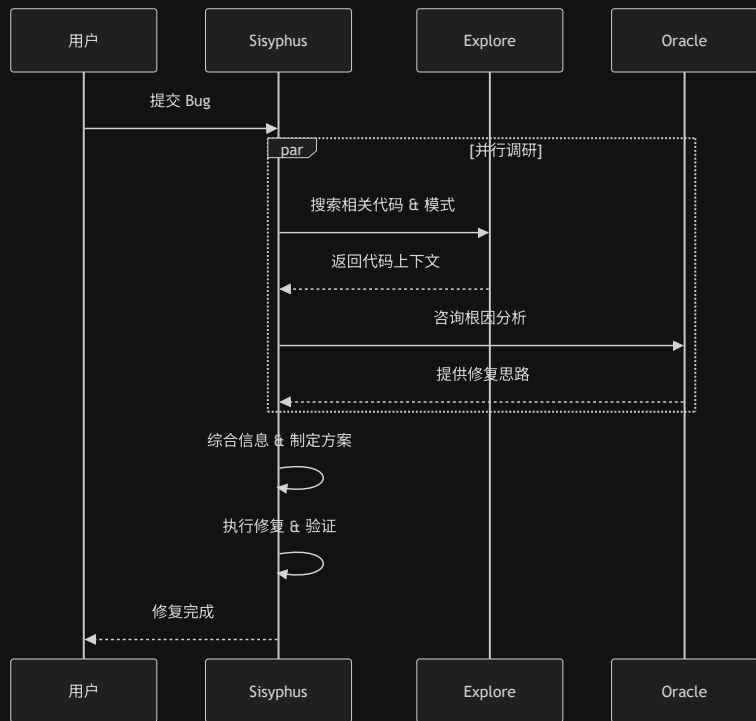 用户
Sisyphus
Explore
Oracle
提交 Bug
par
[并行调研]
搜索相关代码 & 模式
返回代码上下文
咨询根因分析
提供修复思路
综合信息 & 制定方案
执行修复 & 验证
修复完成
用户
Sisyphus
Explore
Oracle